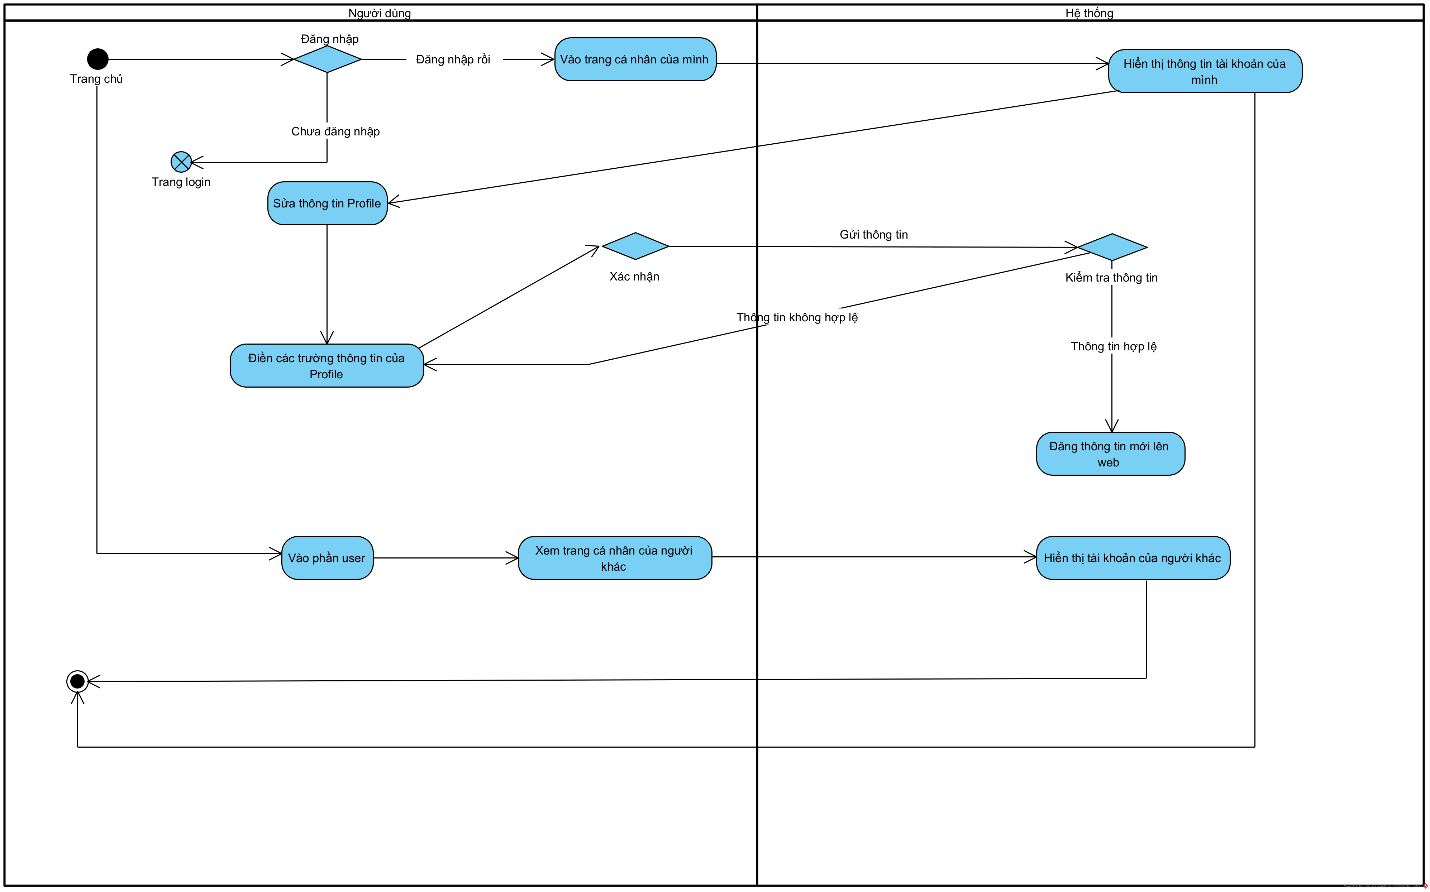 Người dùng
Hệ thống
Đăng nhập
Trang chủ
Đăng nhập rồi
Vào trang cá nhân của mình
Hiển thị thông tin tài khoản của
mình
Chưa đăng nhập
Trang login
Sửa thông tin Profile
Gửi thông tin
Xác nhận
Kiểm tra thông tin
Thông tin không hợp lệ
Thông tin hợp lệ
Điền các trường thông tin của
Profile
Đăng thông tin mới lên
web
Vào phần user
Xem trang cá nhân của người
khác
Hiển thị tài khoản của người khác